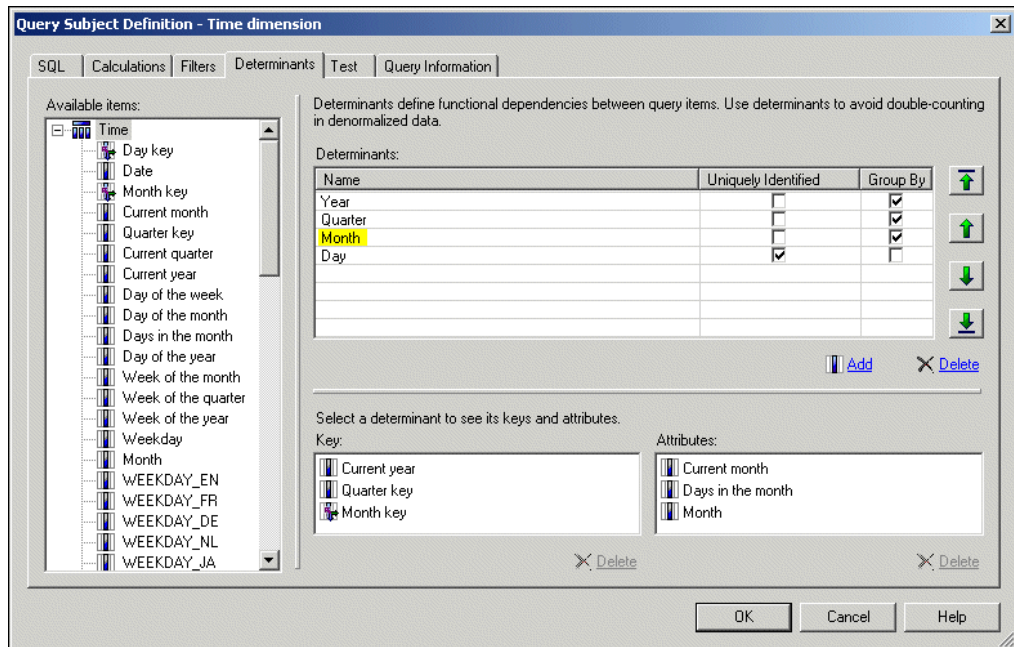 Query Subject Definition - Time dimension
SQL
Calculations
Filters
Determinants
Test
Query Information
Available items:
Time
Day key
Date
Month key
Current month
Quarter key
Current quarter
Current year
Day of the week
Day of the month
Days in the month
Day of the year
Week of the month
Week of the quarter
Week of the year
Weekday
Month
WEEKDAY_EN
WEEKDAY_FR
WEEKDAY_DE
WEEKDAY_NL
WEEKDAY_JA
Determinants define functional dependencies between query items. Use determinants to avoid double-counting
in denormalized data.
Determinants:
Name Uniquely Identified Group By
Year
Quarter
Month
Day
Add Delete
Select a determinant to see its keys and attributes.
Key:
Current year
Quarter key
Month key
Delete
Attributes:
Current month
Days in the month
Month
Delete
OK Cancel Help